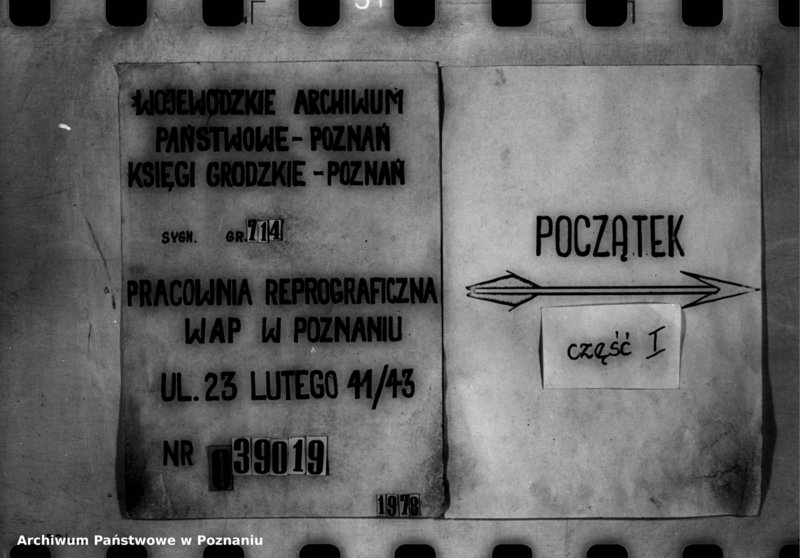 WOJEWÓDZKIE ARCHIWUM
PAŃSTWOWE - POZNAŃ
KSIĘGI GRODZKIE - POZNAŃ
SYGN. GR. 714
PRACOWNIA REPROGRAFICZNA
WAP W POZNANIU
UL. 23 LUTEGO 41/43
NR 039019
1978
POCZĄTEK
część I
Archiwum Państwowe w Poznaniu